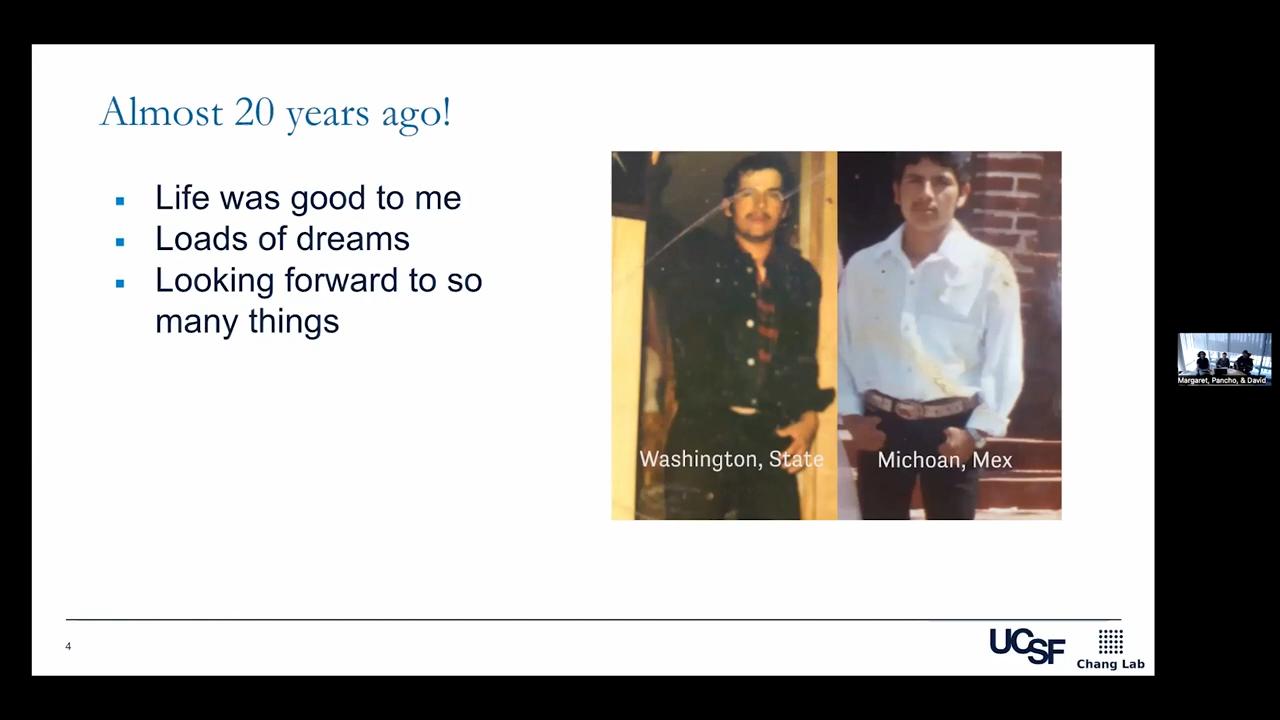 Almost 20 years ago!
Life was good to me
Loads of dreams
Looking forward to so
many things
Washington, State
Michoan, Mex
Margaret, Pancho, & David
4
UCSF
Chang Lab